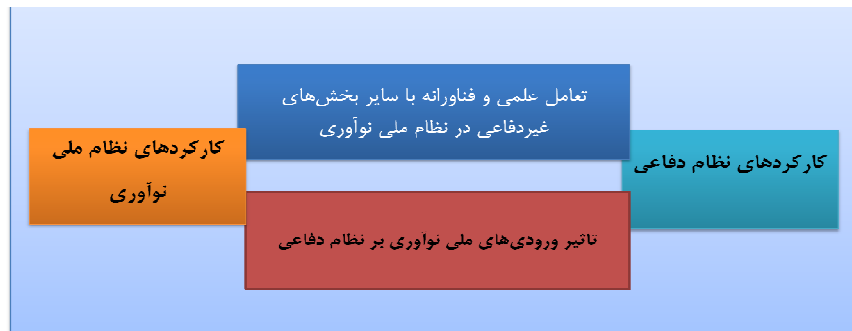 تعامل علمی و فناورانه با سایر بخش‌های
غیردفاعی در نظام ملی نوآوری
کارکردهای نظام دفاعی
کارکردهای نظام ملی
نوآوری
تاثیر ورودی‌های ملی نوآوری بر نظام دفاعی